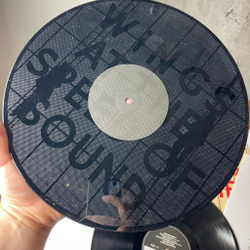 WINGS
AT THE
SPEED OF
SOUND